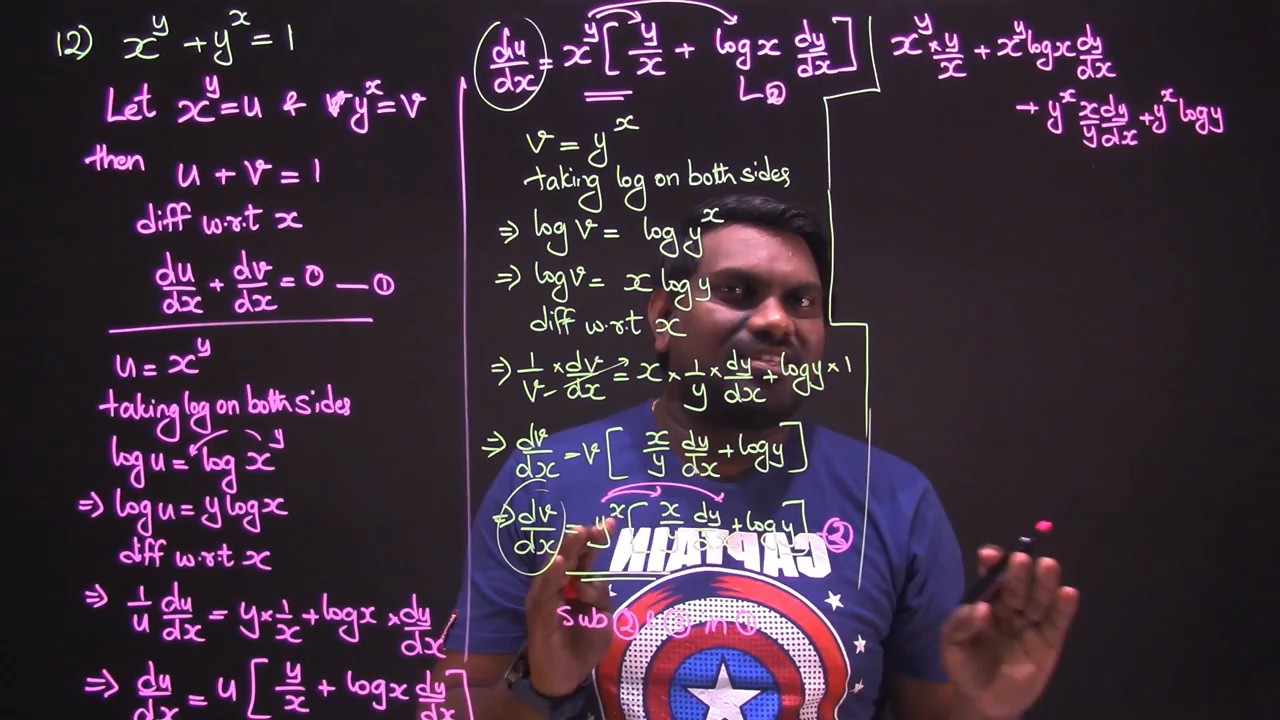 12) x^y + y^x = 1
Let x^y = u & y^x = v
then u + v = 1
diff w.r.t x
du/dx + dv/dx = 0 — ①
u = x^y
taking log on both sides
log u = log x^y
⇒ log u = y log x
diff w.r.t x
⇒ 1/u du/dx = y × 1/x + log x × dy/dx
⇒ du/dx = u [ y/x + log x dy/dx ]
du/dx = x^y [ y/x + log x dy/dx ]
②
v = y^x
taking log on both sides
⇒ log v = log y^x
⇒ log v = x log y
diff w.r.t x
⇒ 1/v × dv/dx = x × 1/y × dy/dx + log y × 1
⇒ dv/dx = v [ x/y dy/dx + log y ]
⇒ dv/dx = y^x [ x/y dy/dx + log y ] ③
Sub ② & ③ in ①
x^y × y/x + x^y log x dy/dx
→ y^x x/y dy/dx + y^x log y
CAPTAIN